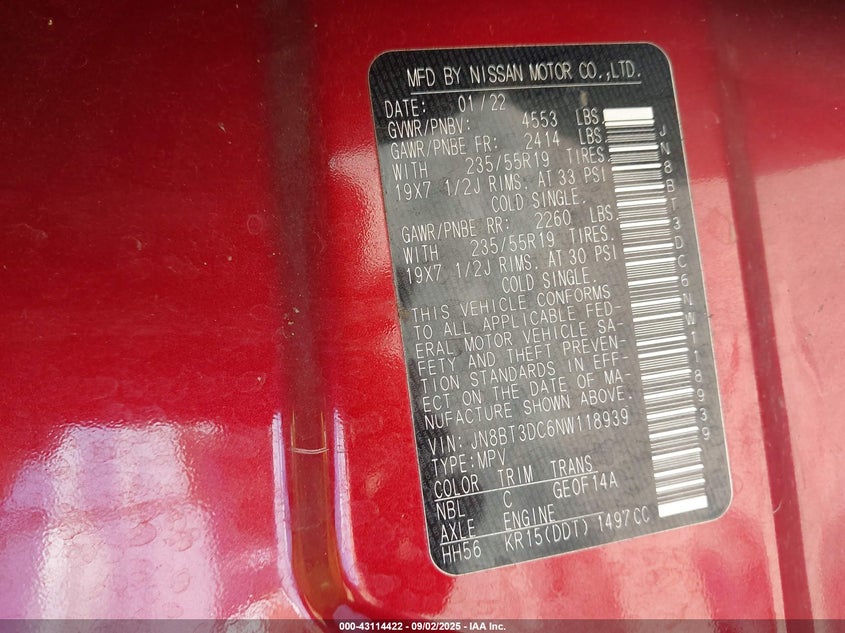 MFD BY NISSAN MOTOR CO.,LTD.
DATE: 01/22
GVWR/PNBV: 4553 LBS.
GAWR/PNBE FR: 2414 LBS.
WITH 235/55R19 TIRES.
19X7 1/2J RIMS. AT 33 PSI
COLD SINGLE.
GAWR/PNBE RR: 2260 LBS.
WITH 235/55R19 TIRES.
19X7 1/2J RIMS. AT 30 PSI
COLD SINGLE.
THIS VEHICLE CONFORMS
TO ALL APPLICABLE FED-
ERAL MOTOR VEHICLE SA-
FETY AND THEFT PREVEN-
TION STANDARDS IN EFF-
ECT ON THE DATE OF MA-
NUFACTURE SHOWN ABOVE.
VIN: JN8BT3DC6NW118939
TYPE:MPV
COLOR TRIM TRANS
NBL C GE0F14A
AXLE ENGINE
HH56 KR15(DDT) 1497CC
JN8BT3DC6NW118939
000-43114422 - 09/02/2025 - IAA Inc.